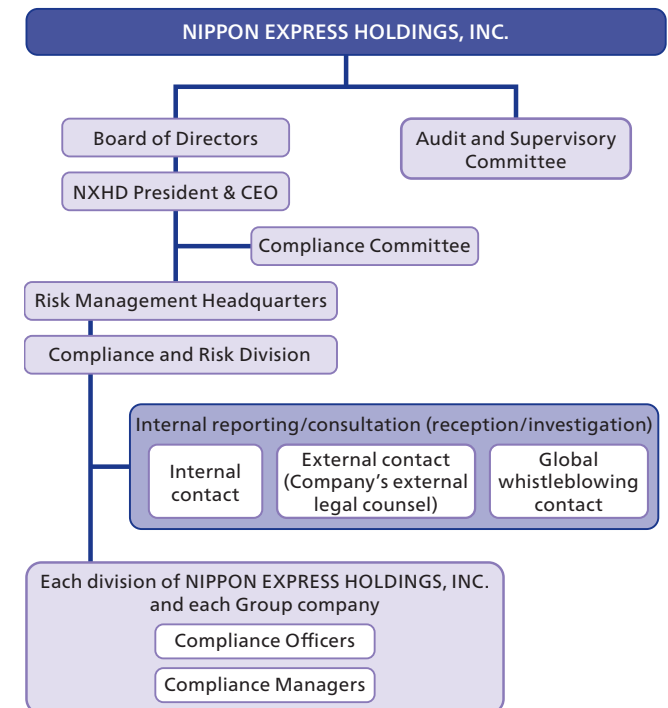 NIPPON EXPRESS HOLDINGS, INC.
Board of Directors
Audit and Supervisory
Committee
NXHD President & CEO
Compliance Committee
Risk Management Headquarters
Compliance and Risk Division
Internal reporting/consultation (reception/investigation)
Internal
contact
External contact
(Company's external
legal counsel)
Global
whistleblowing
contact
Each division of NIPPON EXPRESS HOLDINGS, INC.
and each Group company
Compliance Officers
Compliance Managers